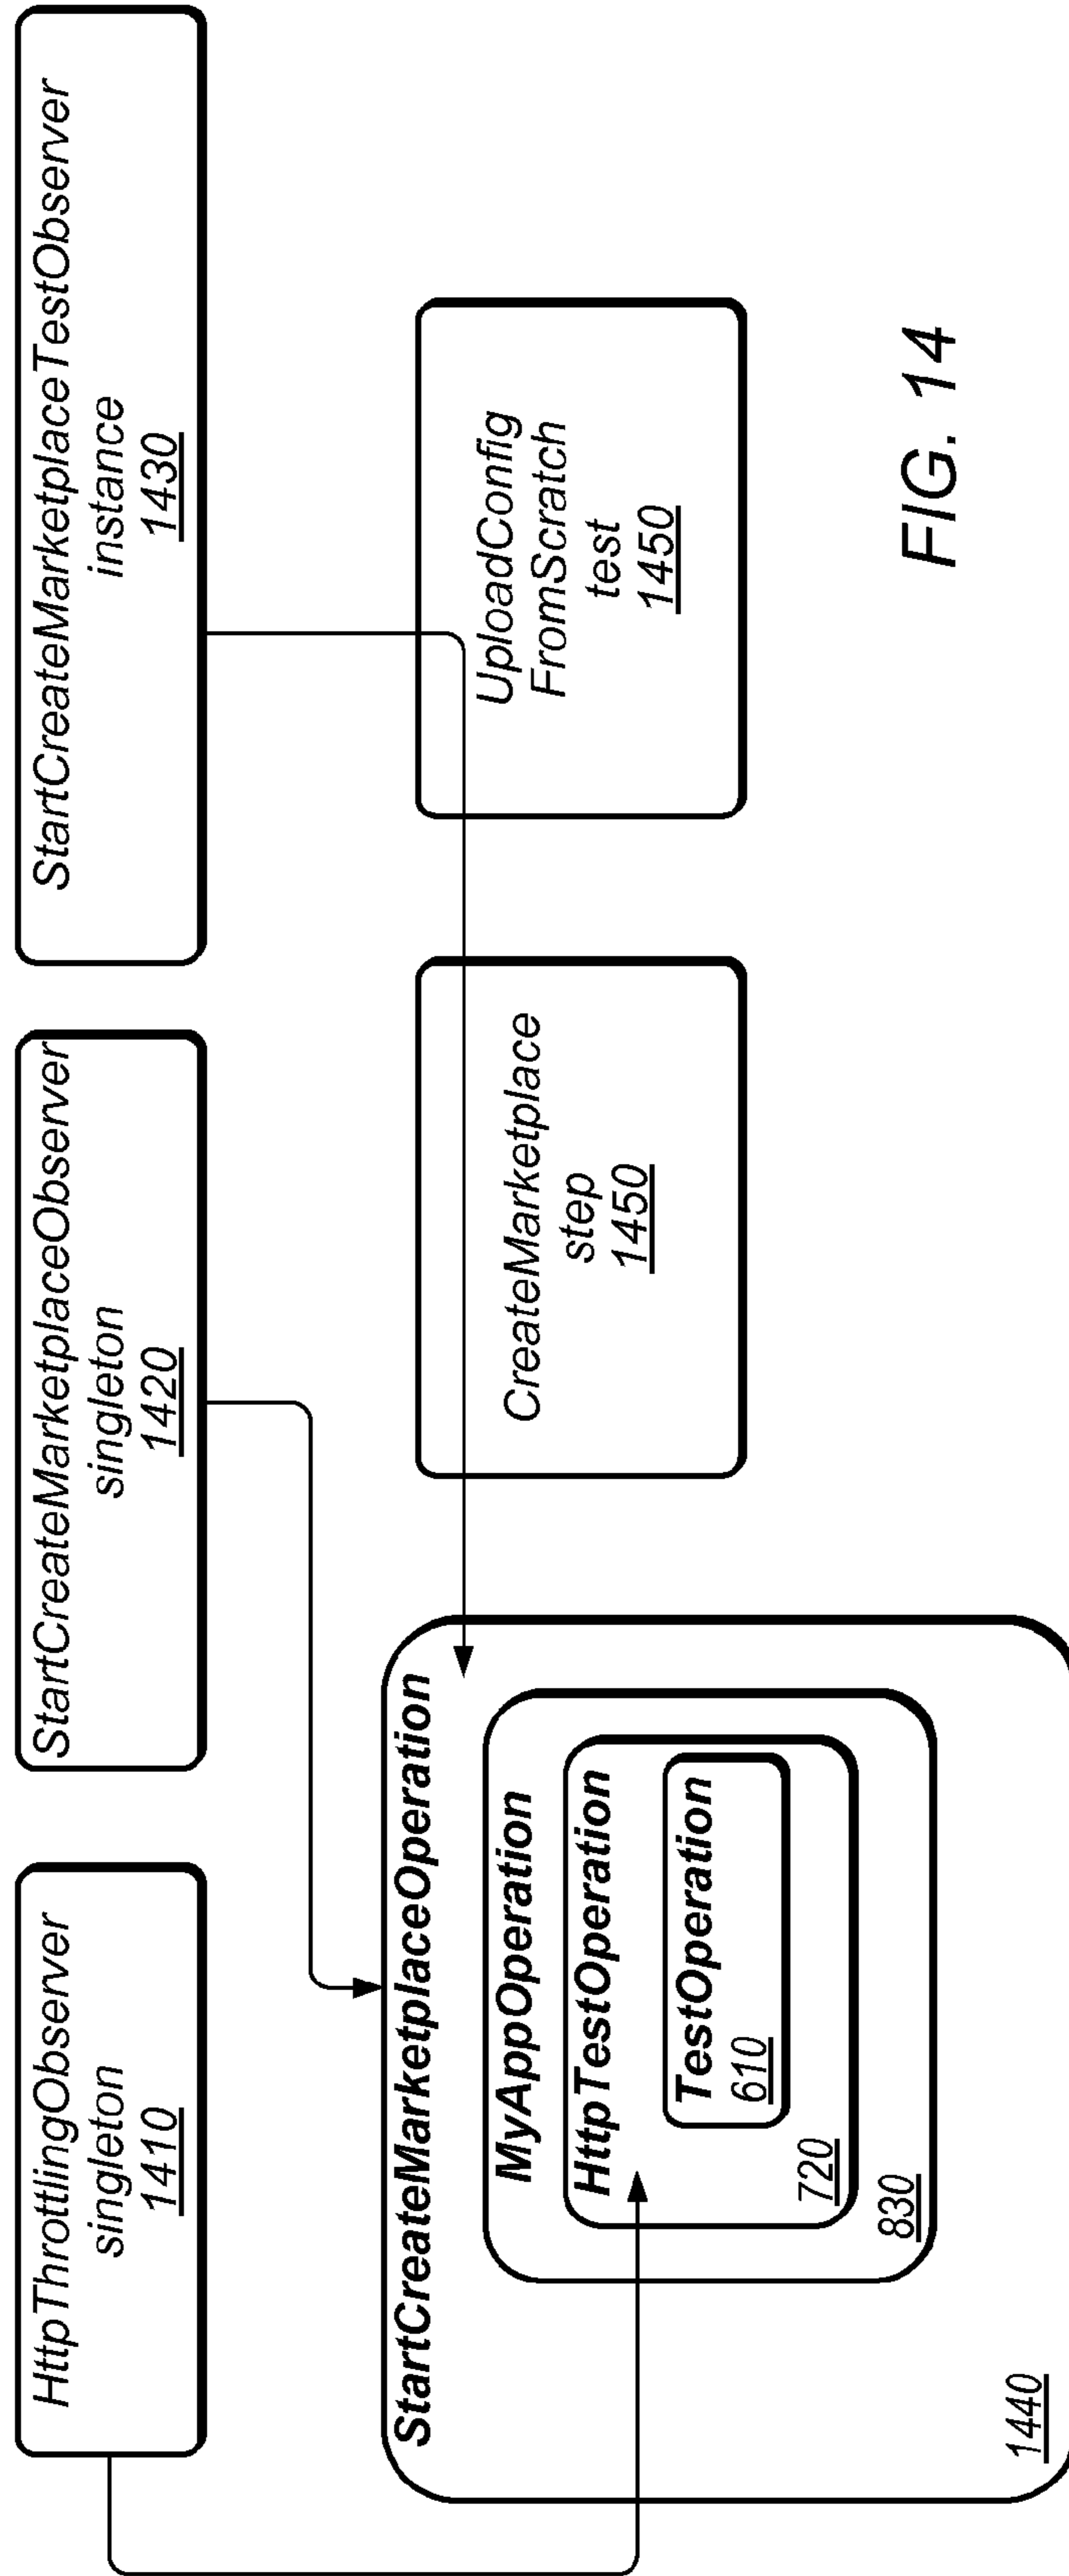 HttpThrottlingObserver
singleton
1410
StartCreateMarketplaceObserver
singleton
1420
StartCreateMarketplaceTestObserver
instance
1430
StartCreateMarketplaceOperation
MyAppOperation
HttpTestOperation
TestOperation
610
720
830
1440
CreateMarketplace
step
1450
UploadConfig
FromScratch
test
1450
FIG. 14